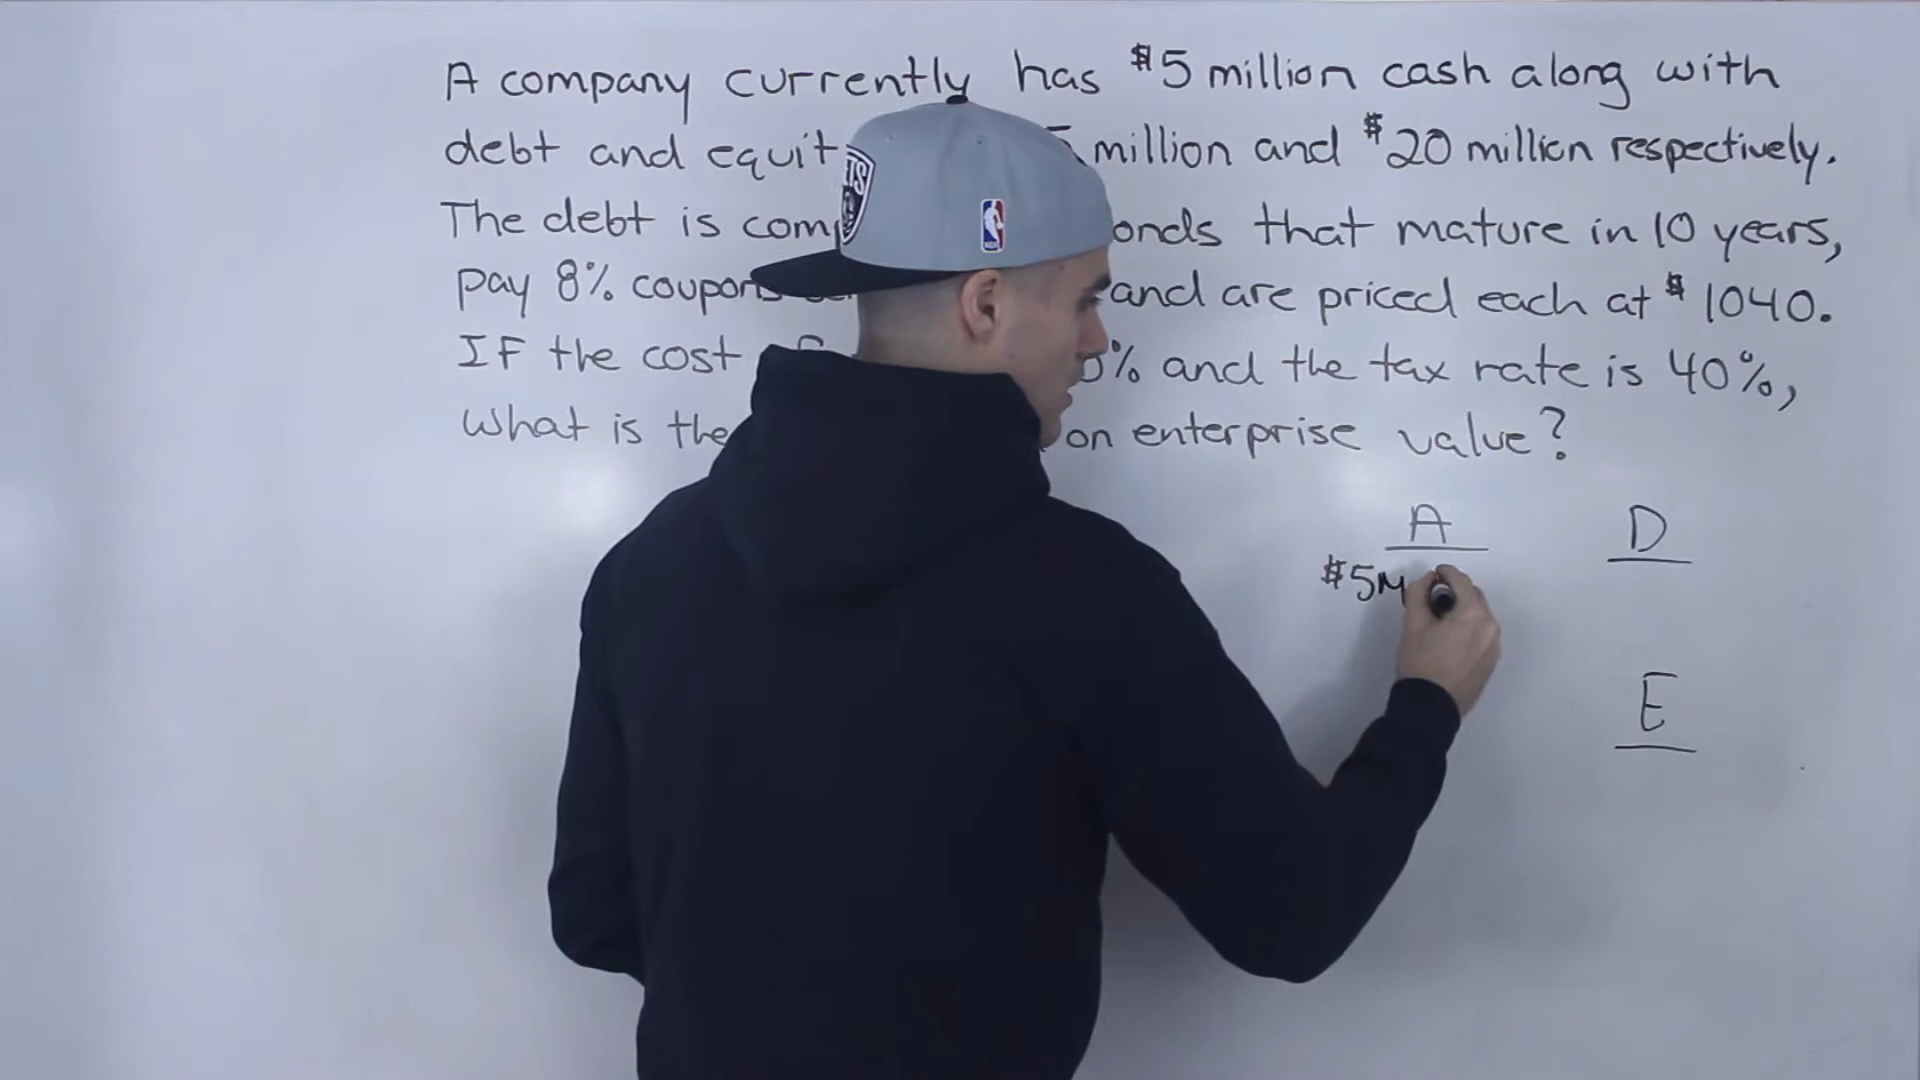 A company currently has $5 million cash along with
debt and equit million and $20 million respectively.
The debt is com onds that mature in 10 years,
pay 8% coupons and are priced each at $1040.
If the cost % and the tax rate is 40%,
What is the on enterprise value?
A D
$5M
E